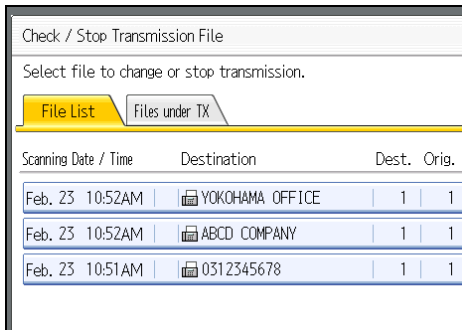 Check / Stop Transmission File
Select file to change or stop transmission.
File List Files under TX
Scanning Date / Time Destination Dest. Orig.
Feb. 23 10:52AM YOKOHAMA OFFICE 1 1
Feb. 23 10:52AM ABCD COMPANY 1 1
Feb. 23 10:51AM 0312345678 1 1